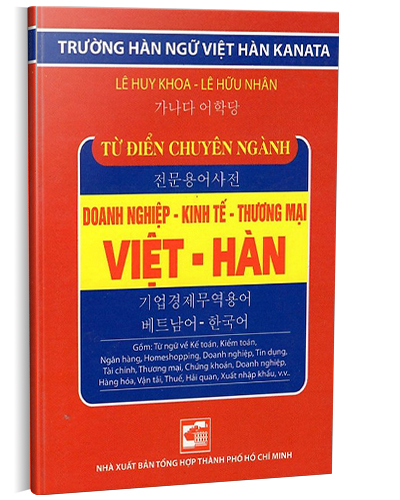 TRƯỜNG HÀN NGỮ VIỆT HÀN KANATA
LÊ HUY KHOA - LÊ HỮU NHÂN
가나다 어학당
TỪ ĐIỂN CHUYÊN NGÀNH
전문용어사전
DOANH NGHIỆP - KINH TẾ - THƯƠNG MẠI
VIỆT - HÀN
기업경제무역용어
베트남어 - 한국어
Gồm: Từ ngữ về Kế toán, Kiểm toán,
Ngân hàng, Homeshopping, Doanh nghiệp, Tín dụng,
Tài chính, Thương mại, Chứng khoán, Doanh nghiệp,
Hàng hóa, Vận tải, Thuế, Hải quan, Xuất nhập khẩu, v.v..
NHÀ XUẤT BẢN TỔNG HỢP THÀNH PHỐ HỒ CHÍ MINH